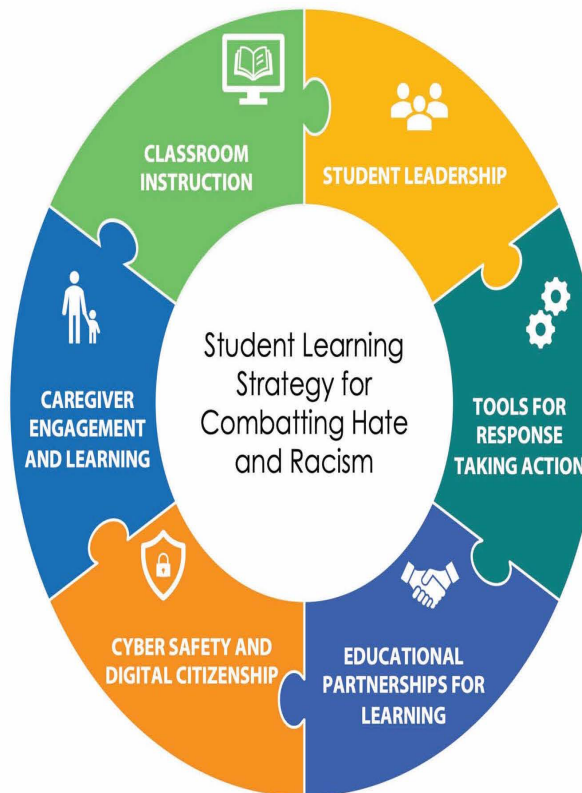 CLASSROOM
INSTRUCTION
STUDENT LEADERSHIP
CAREGIVER
ENGAGEMENT
AND LEARNING
Student Learning
Strategy for
Combatting Hate
and Racism
TOOLS FOR
RESPONSE
TAKING ACTION
CYBER SAFETY AND
DIGITAL CITIZENSHIP
EDUCATIONAL
PARTNERSHIPS FOR
LEARNING